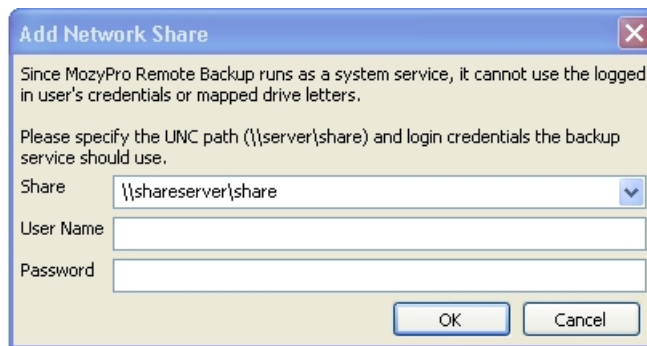 Add Network Share
Since MozyPro Remote Backup runs as a system service, it cannot use the logged
in user's credentials or mapped drive letters.
Please specify the UNC path (\\server\share) and login credentials the backup
service should use.
Share
\\shareserver\share
User Name
Password
OK
Cancel